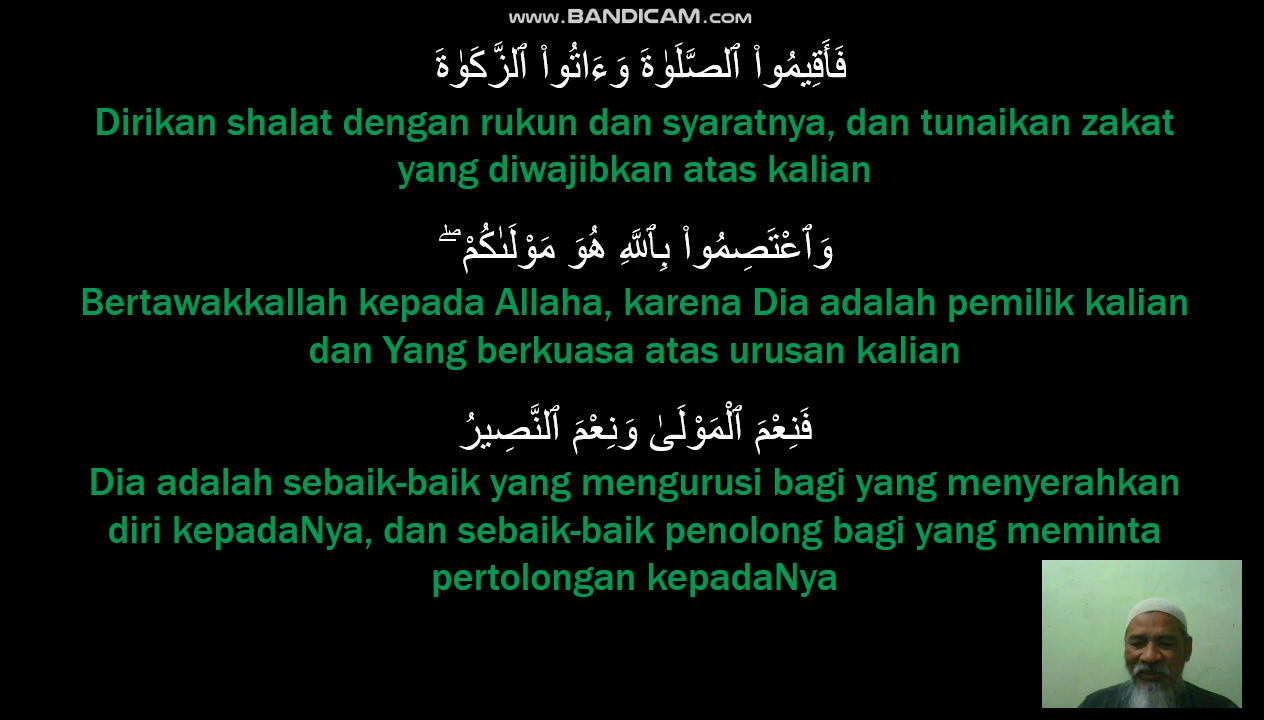 www.BANDICAM.com
فَأَقِيمُوا۟ ٱلصَّلَوٰةَ وَءَاتُوا۟ ٱلزَّكَوٰةَ
Dirikan shalat dengan rukun dan syaratnya, dan tunaikan zakat
yang diwajibkan atas kalian
وَٱعْتَصِمُوا۟ بِٱللَّهِ هُوَ مَوْلَىٰكُمْ ۖ
Bertawakkallah kepada Allaha, karena Dia adalah pemilik kalian
dan Yang berkuasa atas urusan kalian
فَنِعْمَ ٱلْمَوْلَىٰ وَنِعْمَ ٱلنَّصِيرُ
Dia adalah sebaik-baik yang mengurusi bagi yang menyerahkan
diri kepadaNya, dan sebaik-baik penolong bagi yang meminta
pertolongan kepadaNya